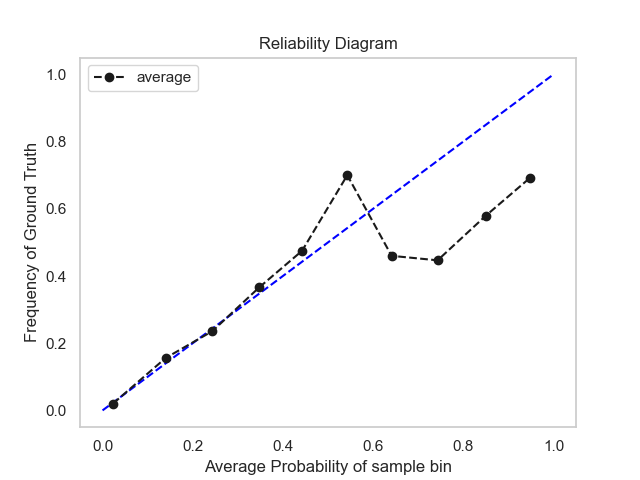 Reliability Diagram
average
Frequency of Ground Truth
1.0
0.8
0.6
0.4
0.2
0.0
0.0 0.2 0.4 0.6 0.8 1.0
Average Probability of sample bin